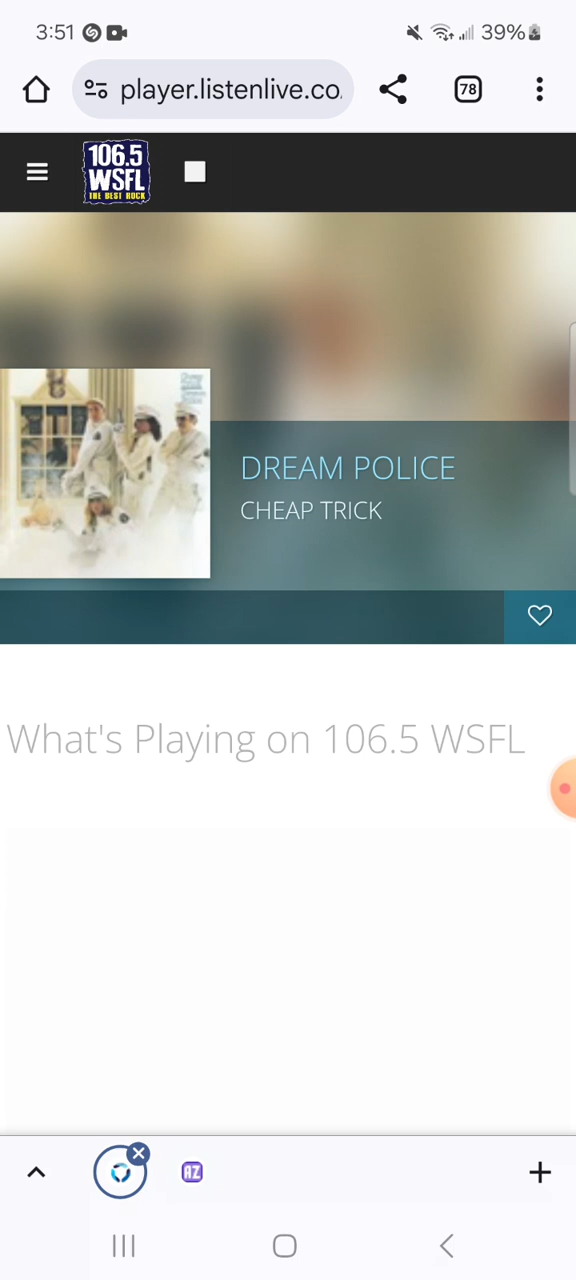 3:51
39%
player.listenlive.co
78
106.5
WSFL
THE BEST ROCK
DREAM POLICE
CHEAP TRICK
What's Playing on 106.5 WSFL
AZ